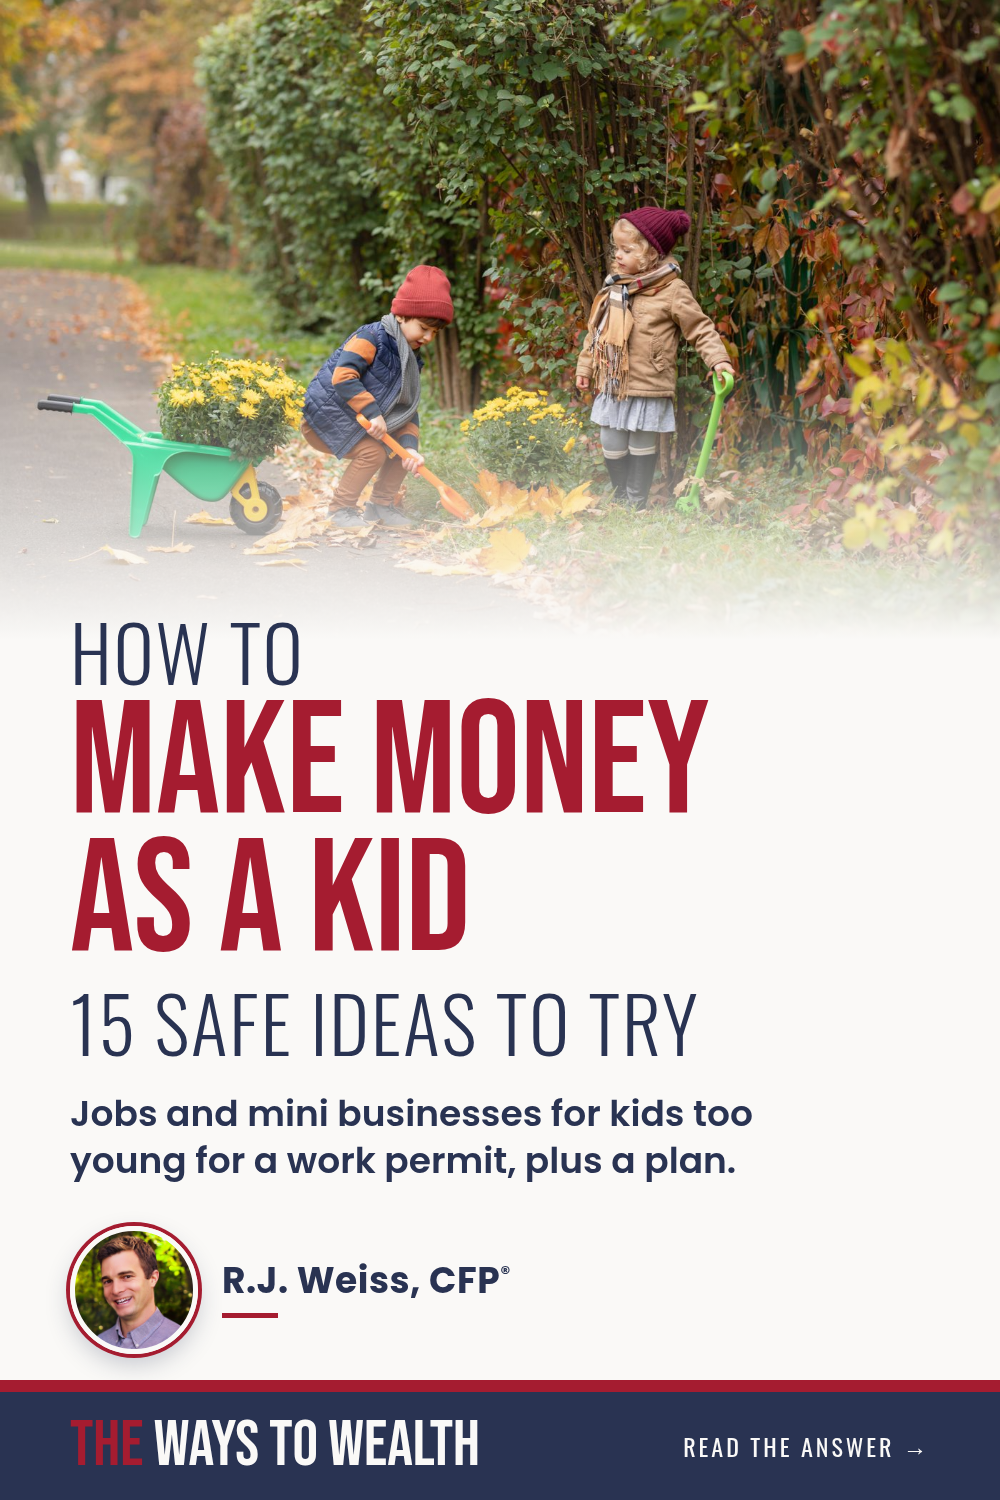 HOW TO
MAKE MONEY
AS A KID
15 SAFE IDEAS TO TRY
Jobs and mini businesses for kids too
young for a work permit, plus a plan.
R.J. Weiss, CFP®
THE WAYS TO WEALTH
READ THE ANSWER →